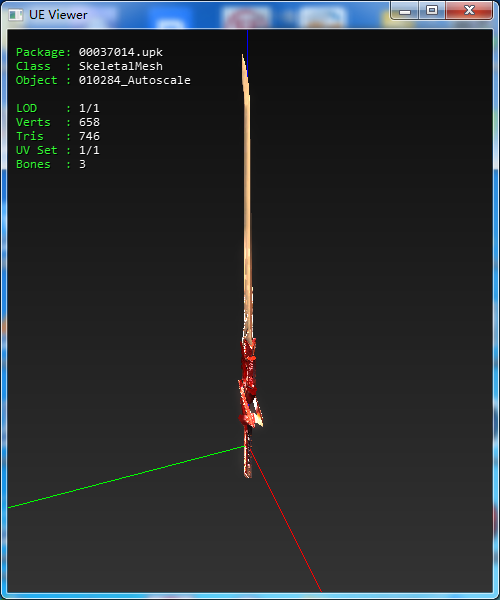 UE Viewer
Package: 00037014.upk
Class  : SkeletalMesh
Object : 010284_Autoscale
LOD    : 1/1
Verts  : 658
Tris   : 746
UV Set : 1/1
Bones  : 3